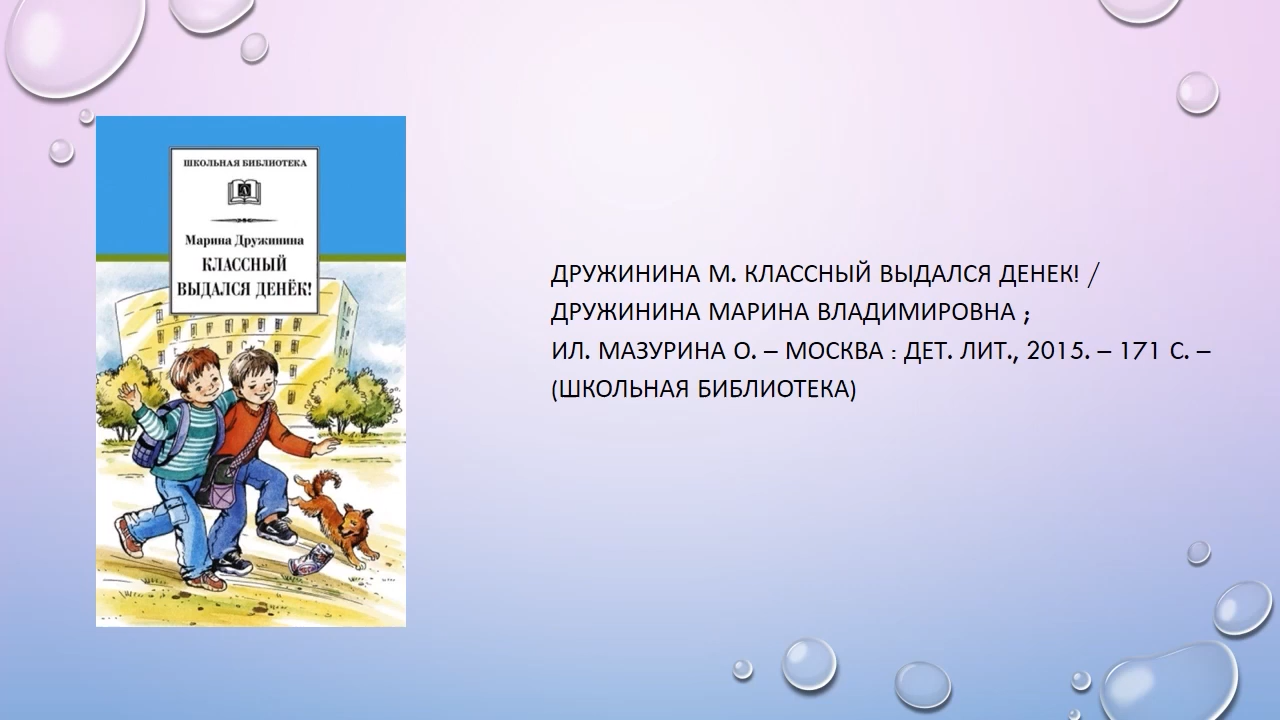 ШКОЛЬНАЯ БИБЛИОТЕКА
Марина Дружинина
КЛАССНЫЙ
ВЫДАЛСЯ ДЕНЁК!
ДРУЖИНИНА М. КЛАССНЫЙ ВЫДАЛСЯ ДЕНЕК! /
ДРУЖИНИНА МАРИНА ВЛАДИМИРОВНА ;
ИЛ. МАЗУРИНА О. – МОСКВА : ДЕТ. ЛИТ., 2015. – 171 С. –
(ШКОЛЬНАЯ БИБЛИОТЕКА)